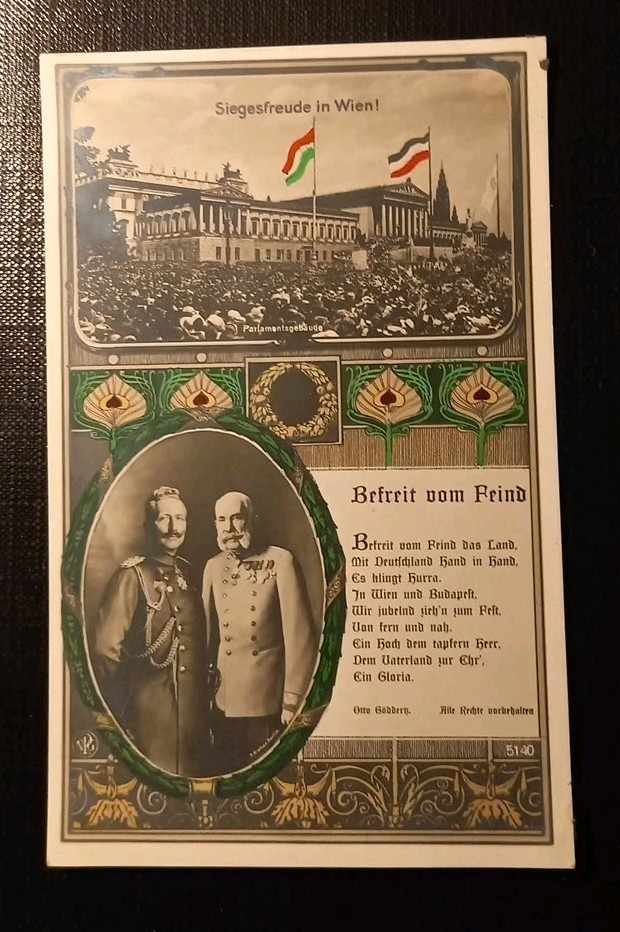 Siegesfreude in Wien!
Parlamentsgebäude
Befreit vom Feind
Befreit vom Feind das Land,
Mit Deutschland Hand in Hand,
Es klingt Hurra.
In Wien und Budapest,
Wir jubelnd zieh'n zum Fest,
Von fern und nah.
Ein Hoch dem tapfern Heer,
Dem Vaterland zur Ehr',
Ein Gloria.
Otto Göddertz. Alle Rechte vorbehalten
5140